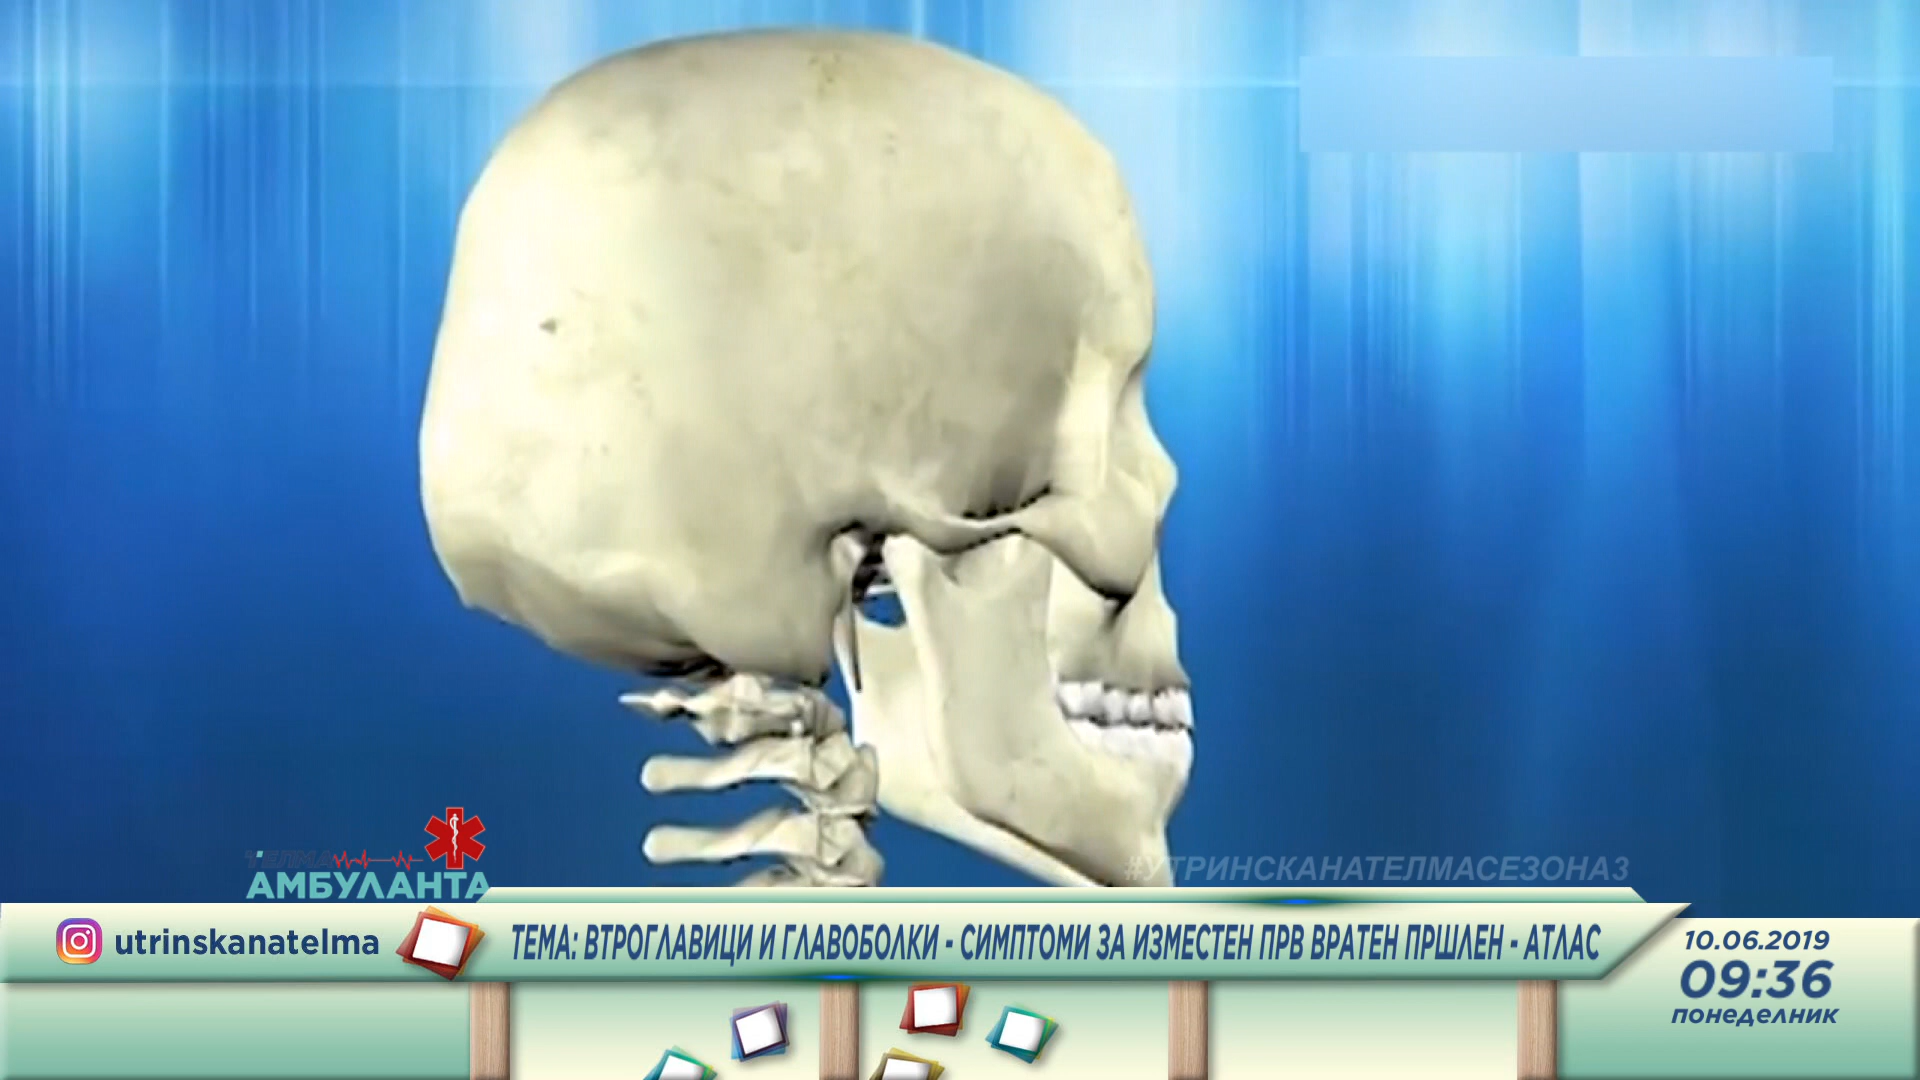 ТЕЛМА
АМБУЛАНТА
#УТРИНСКАНАТЕЛМАСЕЗОНА3
utrinskanatelma
ТЕМА: ВТРОГЛАВИЦИ И ГЛАВОБОЛКИ - СИМПТОМИ ЗА ИЗМЕСТЕН ПРВ ВРАТЕН ПРШЛЕН - АТЛАС
10.06.2019
09:36
понеделник